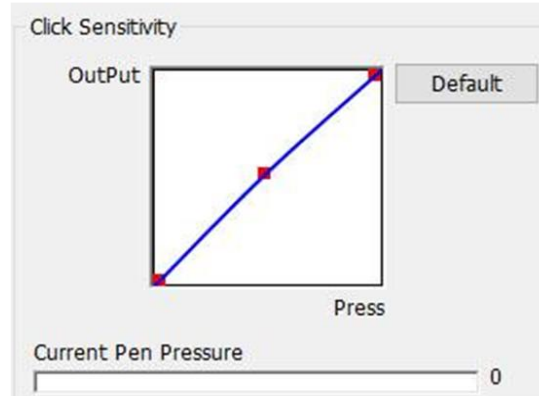 Click Sensitivity
OutPut
Default
Press
Current Pen Pressure
0